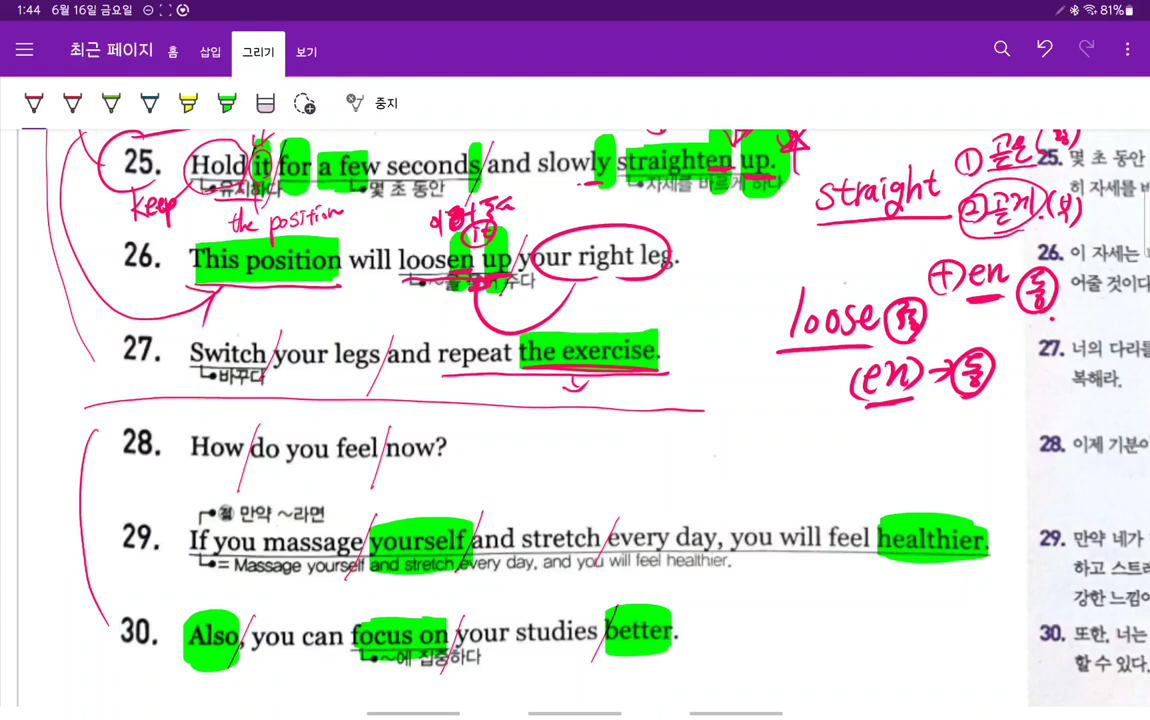 1:44 6월 16일 금요일 81%
최근 페이지 홈 삽입 그리기 보기
중지
25. Hold it for a few seconds and slowly straighten up.
유지하다 몇 초 동안 자세를 바르게 하다
keep the position
straight ① 곧은 (형)
② 곧게 (부)
26. This position will loosen up your right leg.
it
주다
⊕ en 동
loose 형
(en) → 동
27. Switch your legs and repeat the exercise.
바꾸다
28. How do you feel now?
만약 ~라면
29. If you massage yourself and stretch every day, you will feel healthier.
= Massage yourself and stretch every day, and you will feel healthier.
30. Also, you can focus on your studies better.
~에 집중하다
25. 몇 초 동안
히 자세를 바
26. 이 자세는
어줄 것이다
27. 너의 다리를
복해라.
28. 이제 기분이
29. 만약 네가
하고 스트레
강한 느낌이
30. 또한, 너는
할 수 있다.